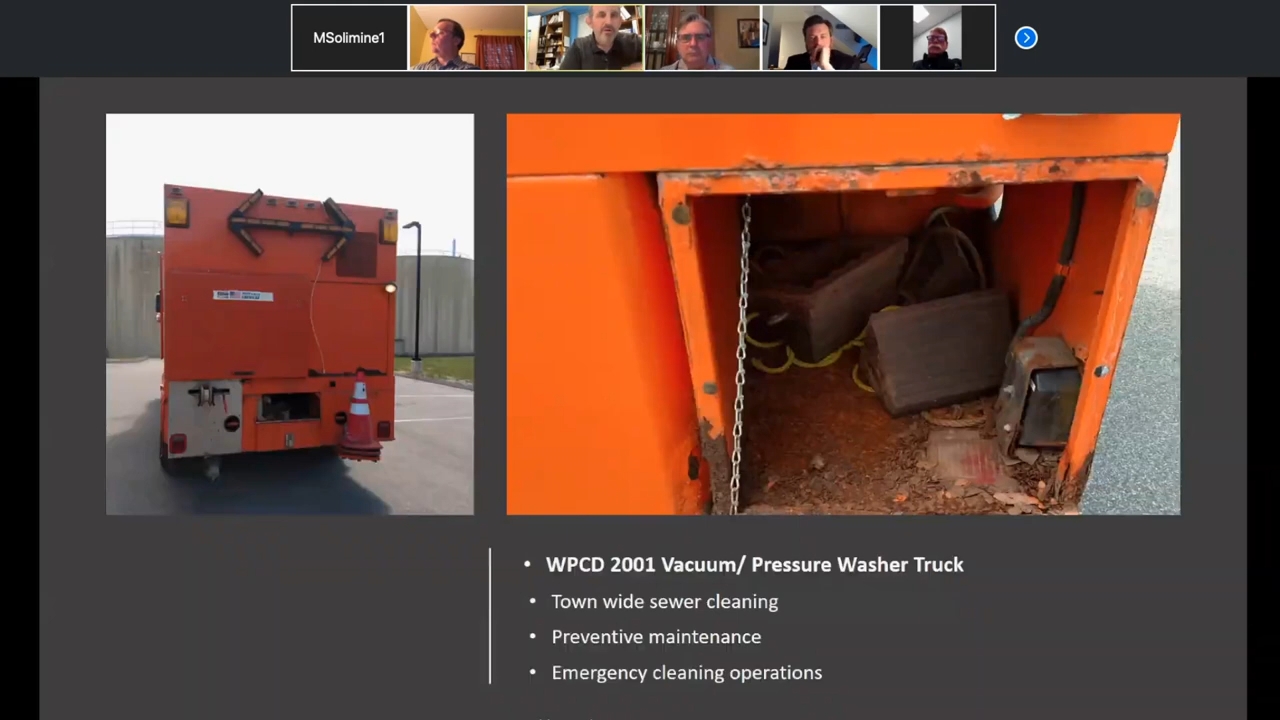 MSolimine1
• WPCD 2001 Vacuum/ Pressure Washer Truck
• Town wide sewer cleaning
• Preventive maintenance
• Emergency cleaning operations